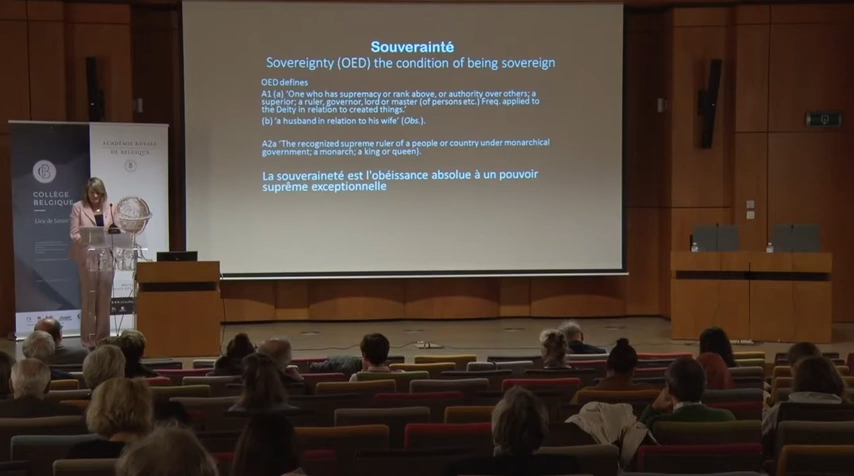 Souverainté
Sovereignty (OED) the condition of being sovereign
OED defines
A1 (a) 'One who has supremacy or rank above, or authority over others; a
superior; a ruler, governor, lord or master (of persons etc.) Freq. applied to
the Deity in relation to created things.'
(b) 'a husband in relation to his wife' (Obs.).
A2a 'The recognized supreme ruler of a people or country under monarchical
government; a monarch; a king or queen).
La souveraineté est l'obéissance absolue à un pouvoir
suprême exceptionnelle
ACADÉMIE ROYALE
DE BELGIQUE
COLLÈGE
BELGIQUE